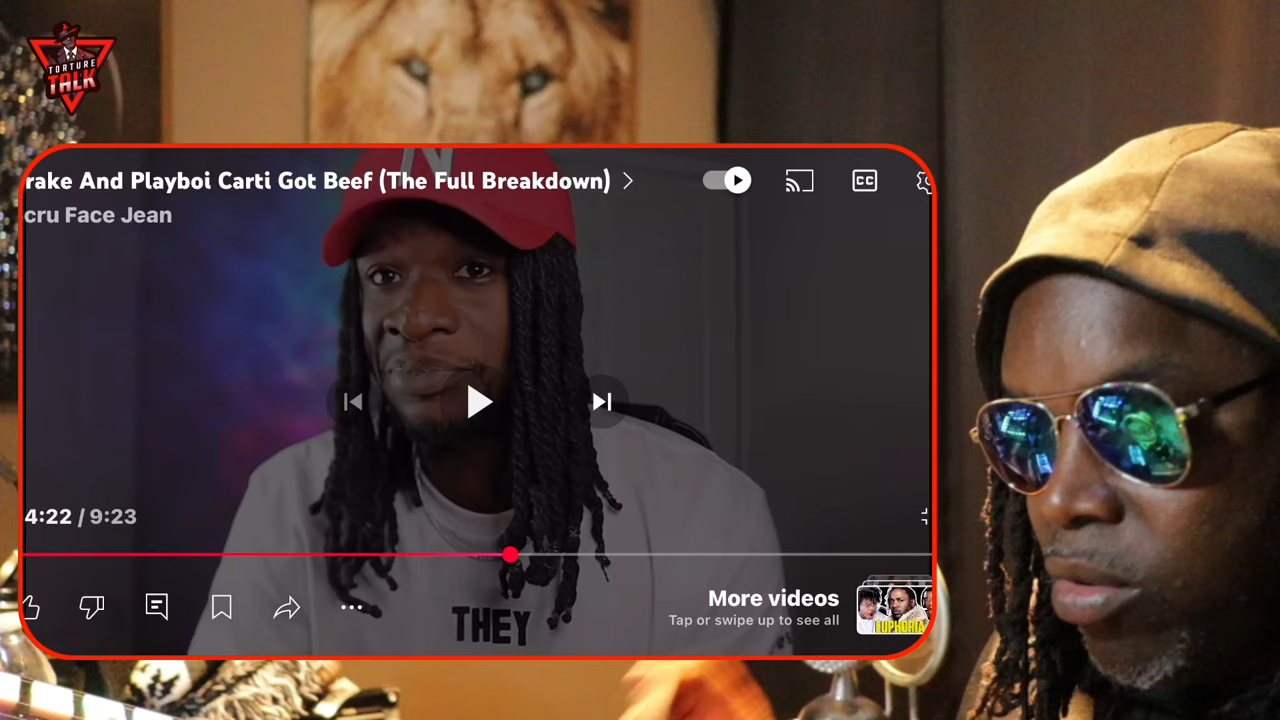 TORTURE
TALK
N
rake And Playboi Carti Got Beef (The Full Breakdown)
cru Face Jean
CC
4:22 / 9:23
THEY
More videos
Tap or swipe up to see all
EUPHORIA